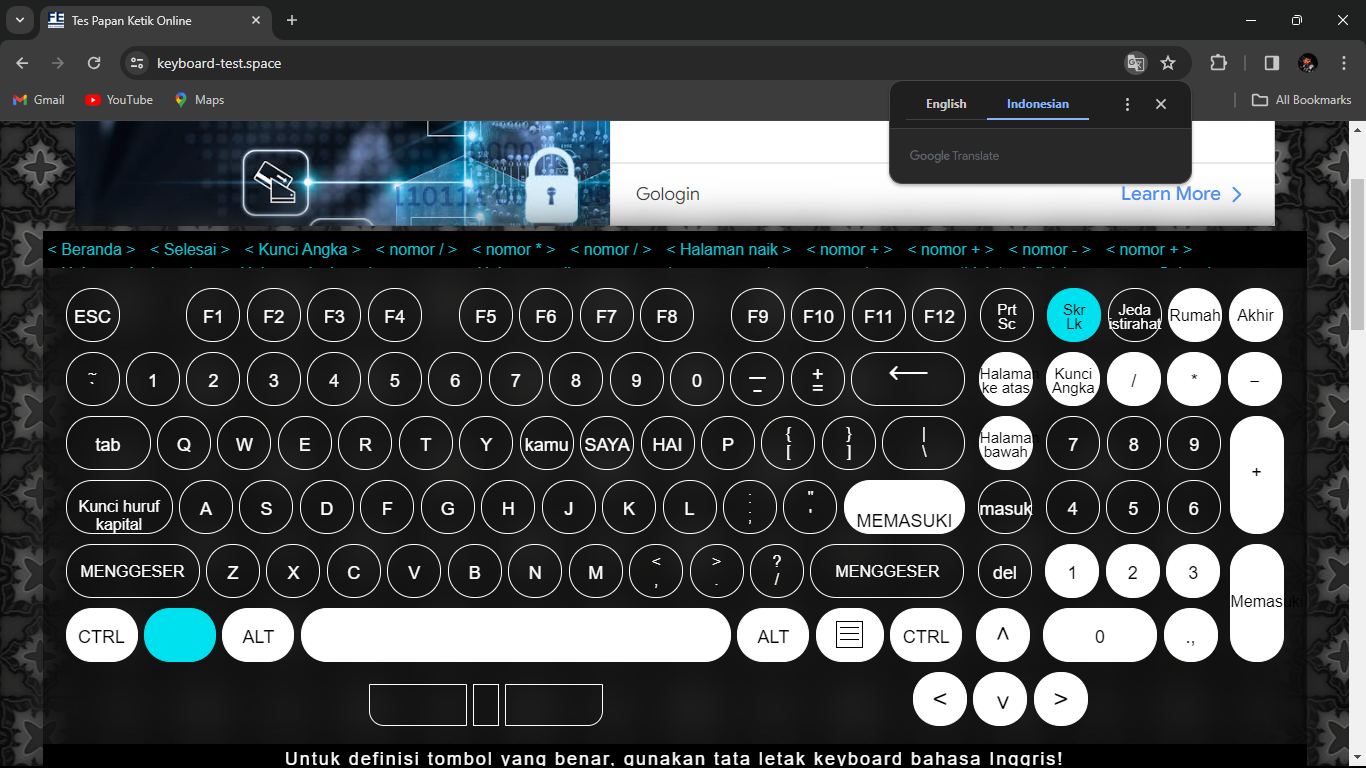 Tes Papan Ketik Online
keyboard-test.space
Gmail YouTube Maps All Bookmarks
English Indonesian
Google Translate
Gologin Learn More
< Beranda > < Selesai > < Kunci Angka > < nomor / > < nomor * > < nomor / > < Halaman naik > < nomor + > < nomor + > < nomor - > < nomor + >
ESC F1 F2 F3 F4 F5 F6 F7 F8 F9 F10 F11 F12 Prt Sc Skr Lk Jeda istirahat Rumah Akhir
~ ` 1 2 3 4 5 6 7 8 9 0 — - + = ⟵ Halaman ke atas Kunci Angka / * –
tab Q W E R T Y kamu SAYA HAI P { [ } ] | \ Halaman bawah 7 8 9 +
Kunci huruf kapital A S D F G H J K L : ; " ' MEMASUKI masuk 4 5 6
MENGGESER Z X C V B N M < , > . ? / MENGGESER del 1 2 3 Memasuki
CTRL ALT ALT CTRL ^ 0 .,
< v >
Untuk definisi tombol yang benar, gunakan tata letak keyboard bahasa Inggris!